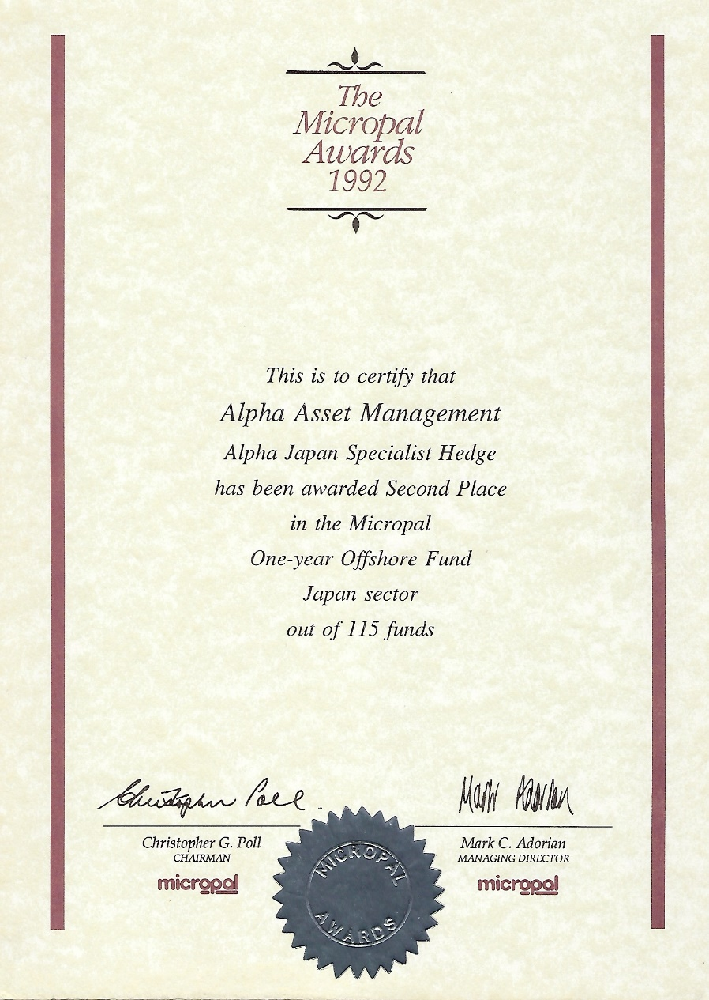 The
Micropal
Awards
1992
This is to certify that
Alpha Asset Management
Alpha Japan Specialist Hedge
has been awarded Second Place
in the Micropal
One-year Offshore Fund
Japan sector
out of 115 funds
Christopher Poll.
Mark Adorian
Christopher G. Poll
CHAIRMAN
micropal
Mark C. Adorian
MANAGING DIRECTOR
micropal
MICROPAL
AWARDS